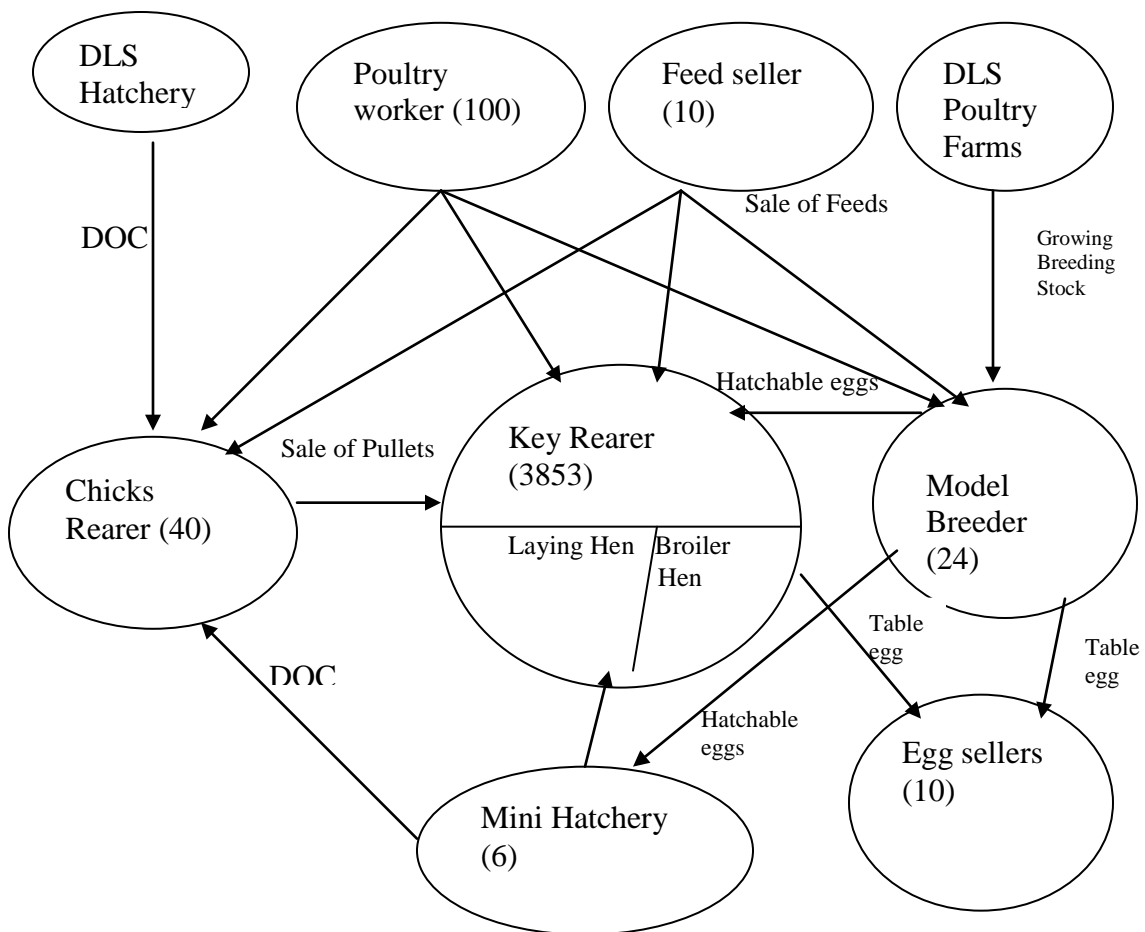 DLS
Hatchery
Poultry
worker (100)
Feed seller
(10)
DLS
Poultry
Farms
Sale of Feeds
DOC
Growing
Breeding
Stock
Hatchable eggs
Sale of Pullets
Key Rearer
(3853)
Chicks
Rearer (40)
Model
Breeder
(24)
Laying Hen
Broiler
Hen
Table
egg
Table
egg
DOC
Hatchable
eggs
Egg sellers
(10)
Mini Hatchery
(6)